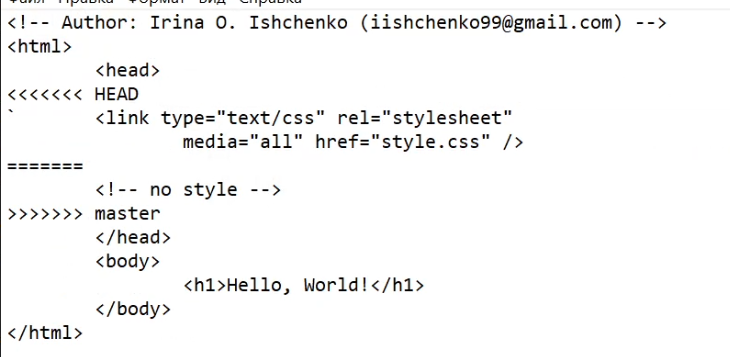 Файл Правка Формат Вид Справка
<!-- Author: Irina O. Ishchenko (iishchenko99@gmail.com) -->
<html>
        <head>
<<<<<<< HEAD
`       <link type="text/css" rel="stylesheet"
                media="all" href="style.css" />
=======
        <!-- no style -->
>>>>>>> master
        </head>
        <body>
                <h1>Hello, World!</h1>
        </body>
</html>